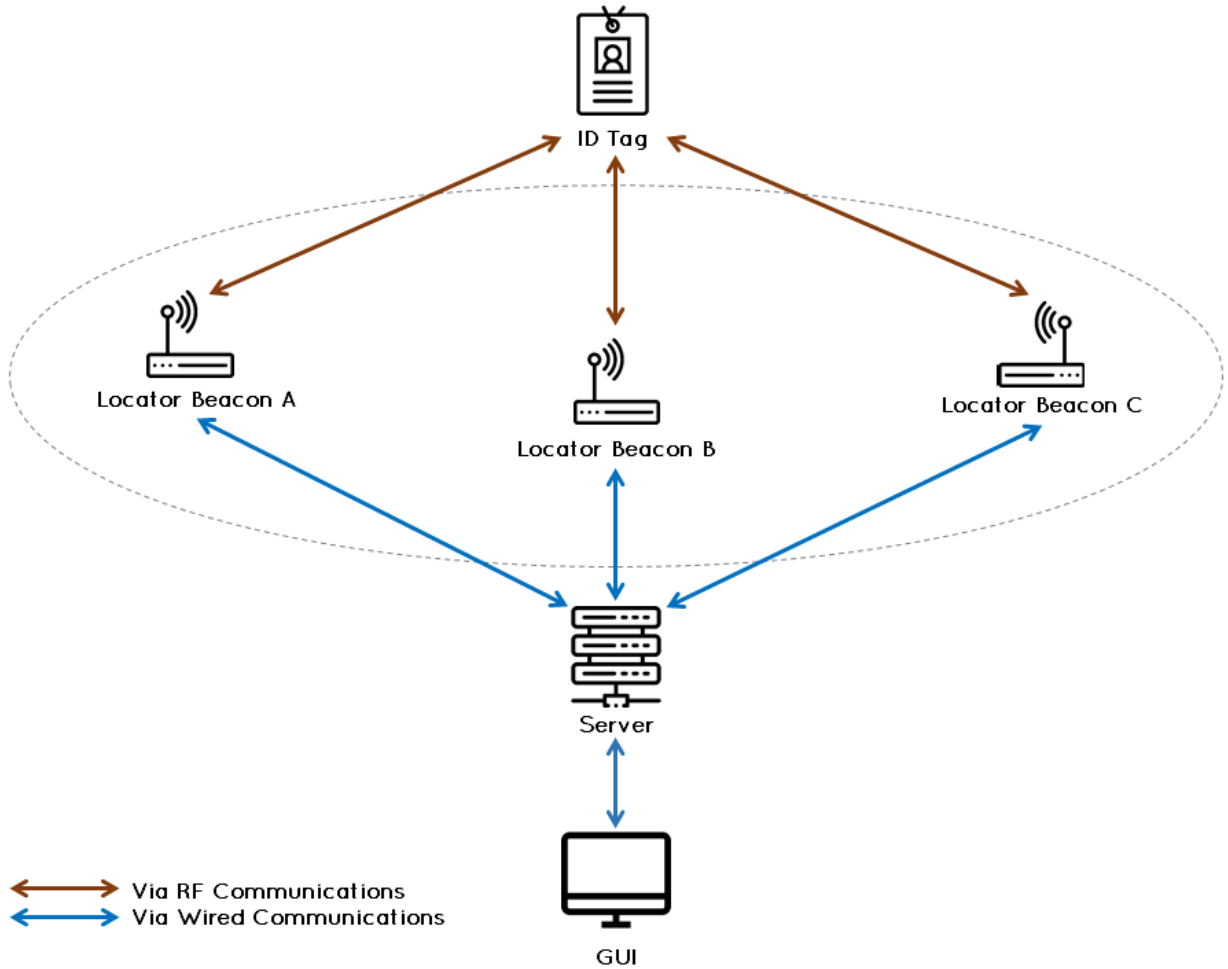 ID Tag
Locator Beacon A
Locator Beacon B
Locator Beacon C
Server
Via RF Communications
Via Wired Communications
GUI